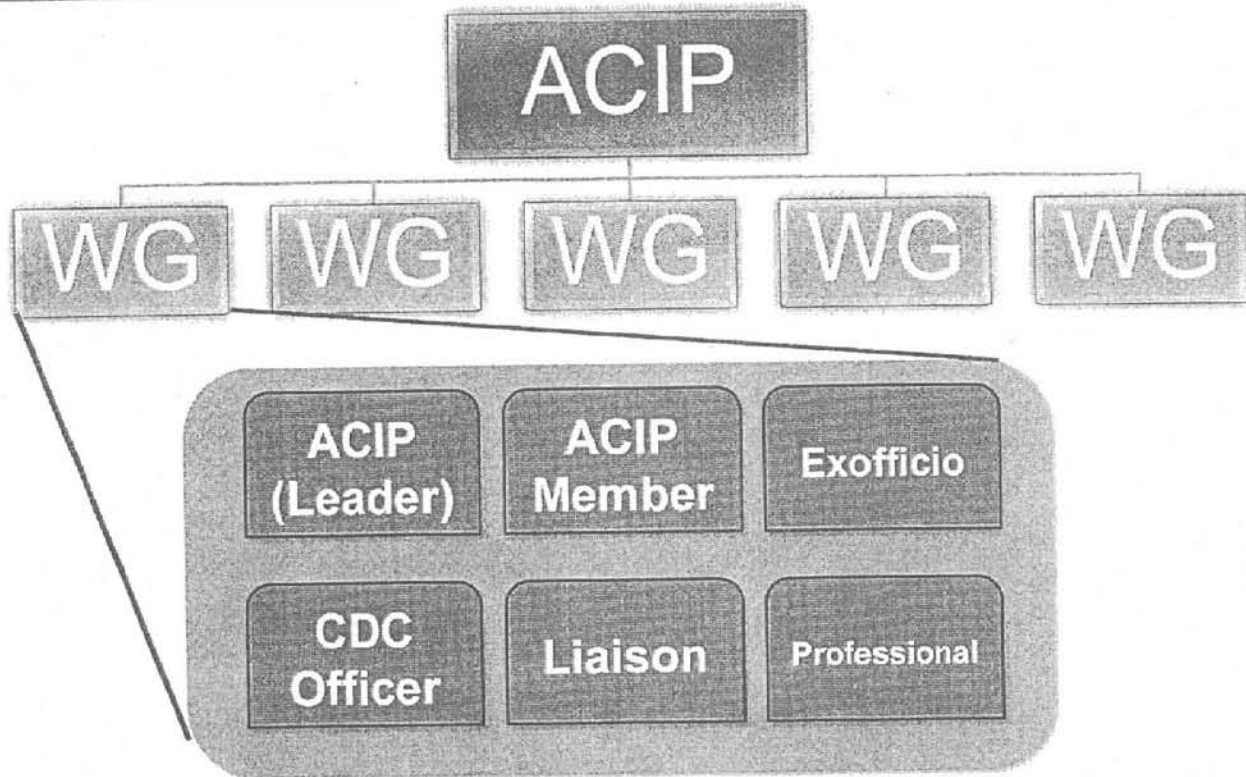 ACIP
WG
WG
WG
WG
WG
ACIP
(Leader)
ACIP
Member
Exofficio
CDC
Officer
Liaison
Professional